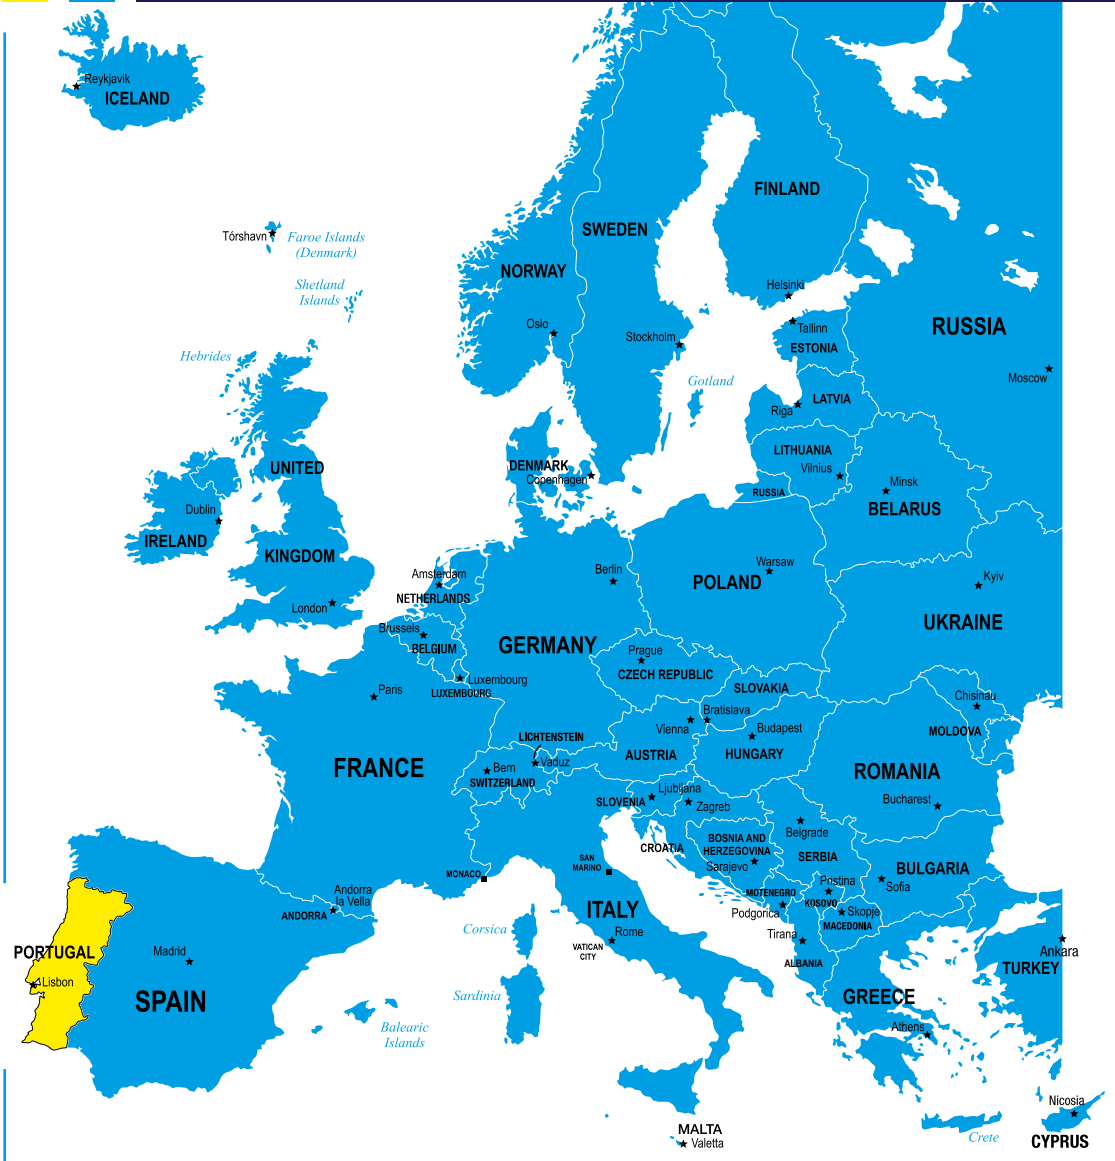 Reykjavik
ICELAND
FINLAND
SWEDEN
Tórshavn
Faroe Islands
(Denmark)
NORWAY
Shetland
Islands
Helsinki
Oslo
Tallinn
RUSSIA
Stockholm
ESTONIA
Hebrides
Moscow
Gotland
LATVIA
Riga
LITHUANIA
UNITED
DENMARK
Vilnius
Copenhagen
Minsk
RUSSIA
Dublin
BELARUS
IRELAND
KINGDOM
Warsaw
Berlin
Amsterdam
POLAND
Kyiv
NETHERLANDS
London
UKRAINE
Brussels
GERMANY
BELGIUM
Prague
CZECH REPUBLIC
Luxembourg
LUXEMBOURG
Paris
SLOVAKIA
Chisinau
Bratislava
Vienna
Budapest
MOLDOVA
LICHTENSTEIN
AUSTRIA
HUNGARY
Vaduz
Bern
FRANCE
ROMANIA
SWITZERLAND
Ljubljana
SLOVENIA
Zagreb
Bucharest
Belgrade
BOSNIA AND
HERZEGOVINA
CROATIA
SERBIA
SAN
MARINO
Sarajevo
BULGARIA
MONACO
Pristina
Sofia
Andorra
la Vella
MOTENEGRO
KOSOVO
ITALY
Podgorica
Skopje
ANDORRA
MACEDONIA
Corsica
Rome
Tirana
VATICAN
CITY
PORTUGAL
Madrid
Ankara
ALBANIA
TURKEY
Lisbon
Sardinia
GREECE
SPAIN
Balearic
Islands
Athens
Nicosia
MALTA
Valetta
Crete
CYPRUS